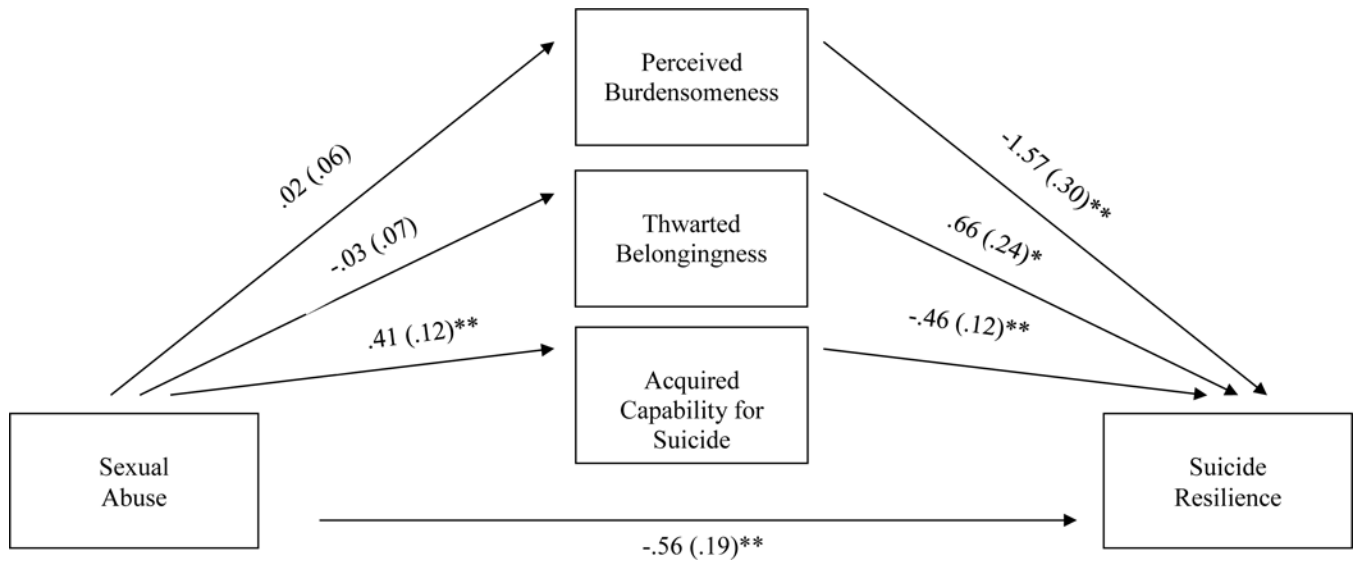 Perceived
Burdensomeness
.02 (.06)
-1.57 (.30)**
Thwarted
Belongingness
-.03 (.07)
.66 (.24)*
.41 (.12)**
-.46 (.12)**
Acquired
Capability for
Suicide
Sexual
Abuse
Suicide
Resilience
-.56 (.19)**